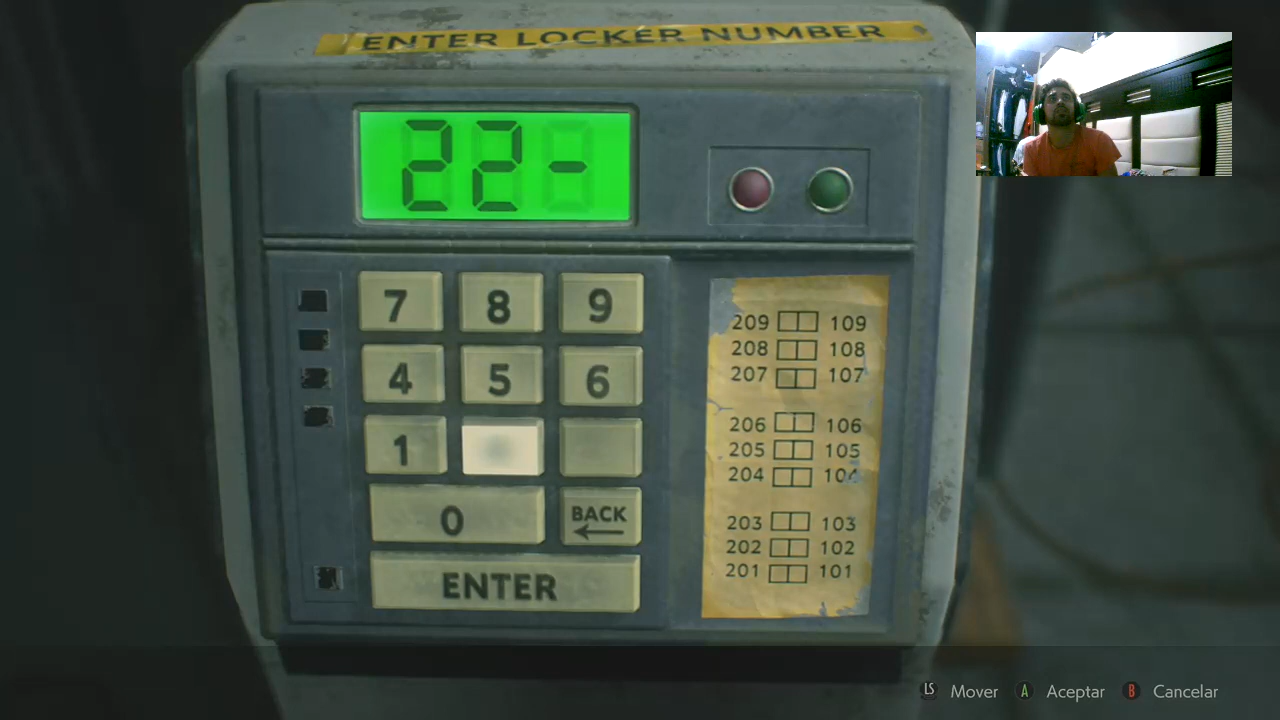 ENTER LOCKER NUMBER
22-
7 8 9
4 5 6
1
0 BACK
ENTER
209 109
208 108
207 107
206 106
205 105
204 104
203 103
202 102
201 101
LS Mover A Aceptar B Cancelar